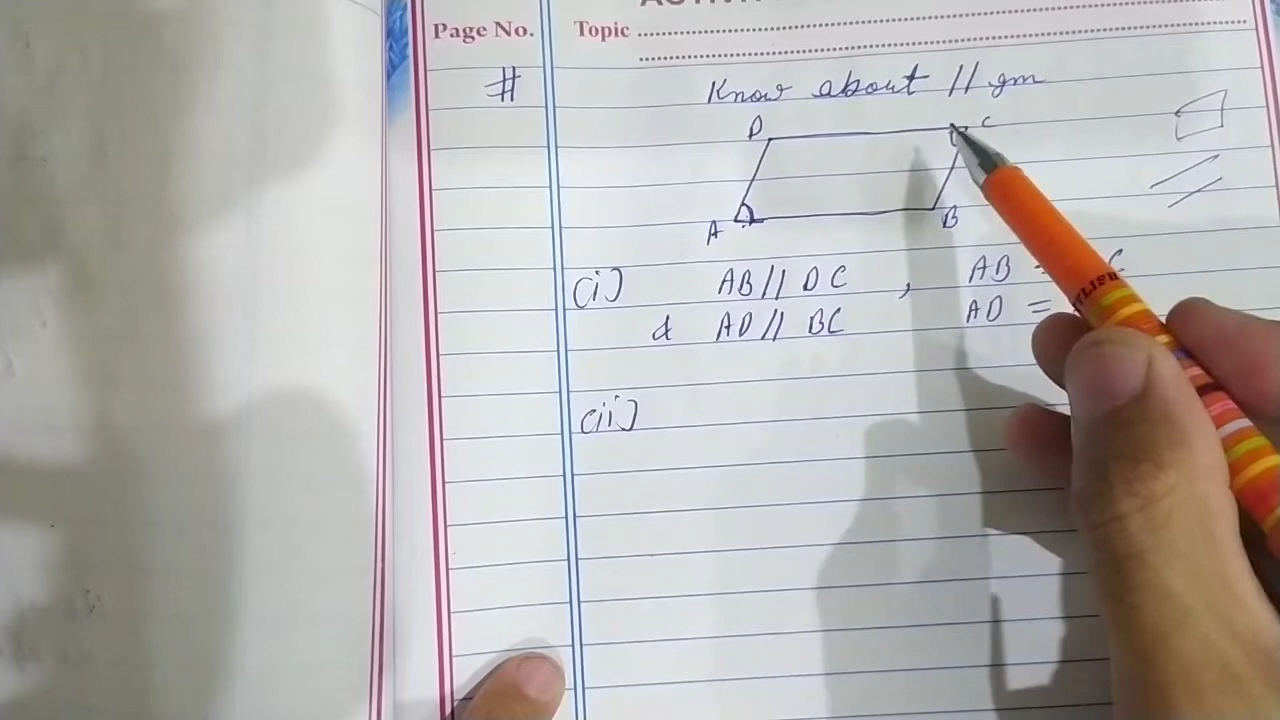 Page No.
Topic
#
Know about // gm
D
C
A
B
(i) AB // DC , AB = C
& AD // BC AD =
(ii)